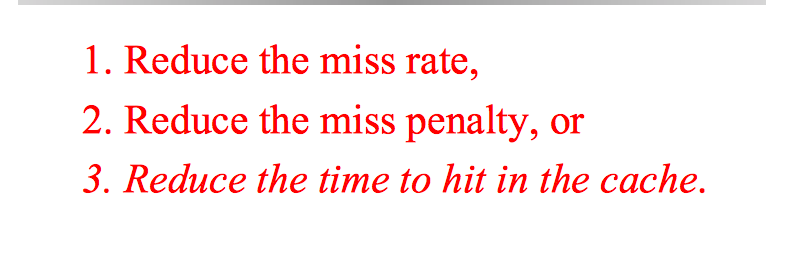 1. Reduce the miss rate,
2. Reduce the miss penalty, or
3. Reduce the time to hit in the cache.